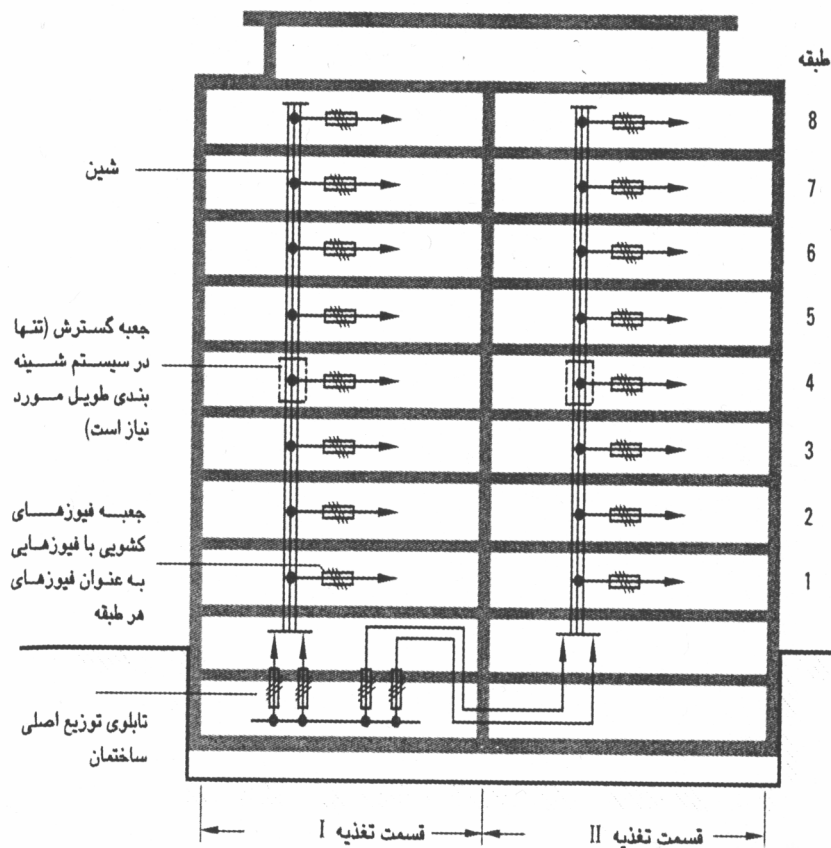 طبقه
8
7
6
5
4
3
2
1
شین
جعبه گسترش (تنها
در سیستم شینه
بندی طویل مورد
نیاز است)
جعبه فیوزهای
کشویی با فیوزهایی
به عنوان فیوزهای
هر طبقه
تابلوی توزیع اصلی
ساختمان
قسمت تغذیه I
قسمت تغذیه II